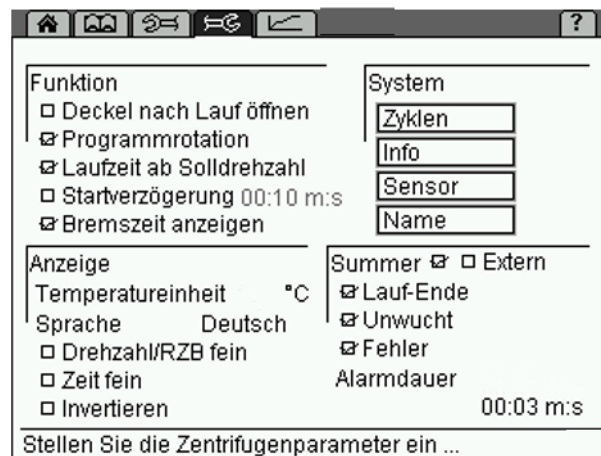 ?
Funktion
Deckel nach Lauf öffnen
Programmrotation
Laufzeit ab Solldrehzahl
Startverzögerung 00:10 m:s
Bremszeit anzeigen
System
Zyklen
Info
Sensor
Name
Anzeige
Temperatureinheit °C
Sprache Deutsch
Drehzahl/RZB fein
Zeit fein
Invertieren
Summer Extern
Lauf-Ende
Unwucht
Fehler
Alarmdauer
00:03 m:s
Stellen Sie die Zentrifugenparameter ein ...